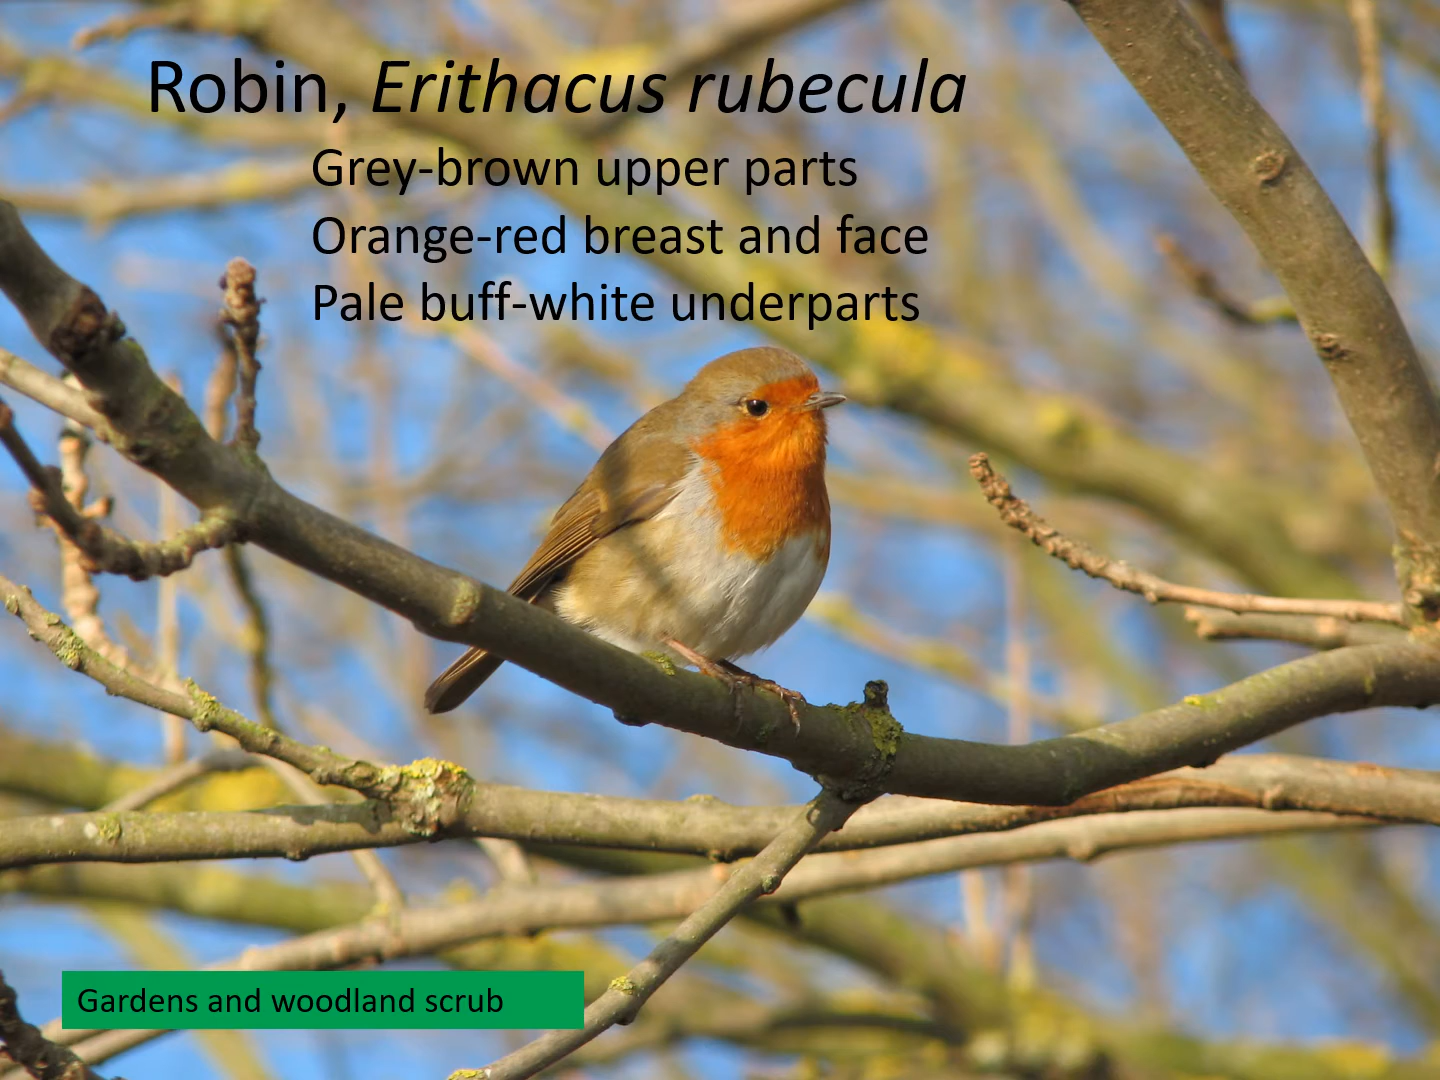 Robin, Erithacus rubecula
Grey-brown upper parts
Orange-red breast and face
Pale buff-white underparts
Gardens and woodland scrub